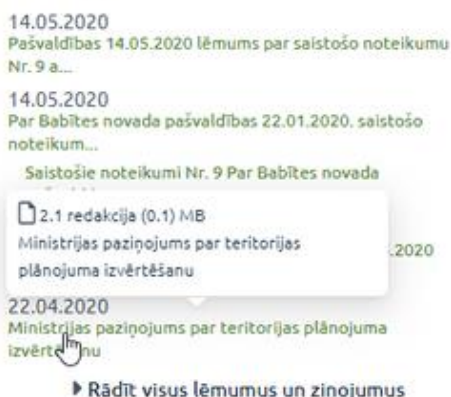 14.05.2020
Pašvaldības 14.05.2020 lēmums par saistošo noteikumu
Nr. 9 a...
14.05.2020
Par Babītes novada pašvaldības 22.01.2020. saistošo
noteikum...
Saistošie noteikumi Nr. 9 Par Babītes novada
2.1 redakcija (0.1) MB
Ministrijas paziņojums par teritorijas
plānojuma izvērtēšanu
.2020
22.04.2020
Ministrijas paziņojums par teritorijas plānojuma
▶ Rādīt visus lēmumus un ziņojumus